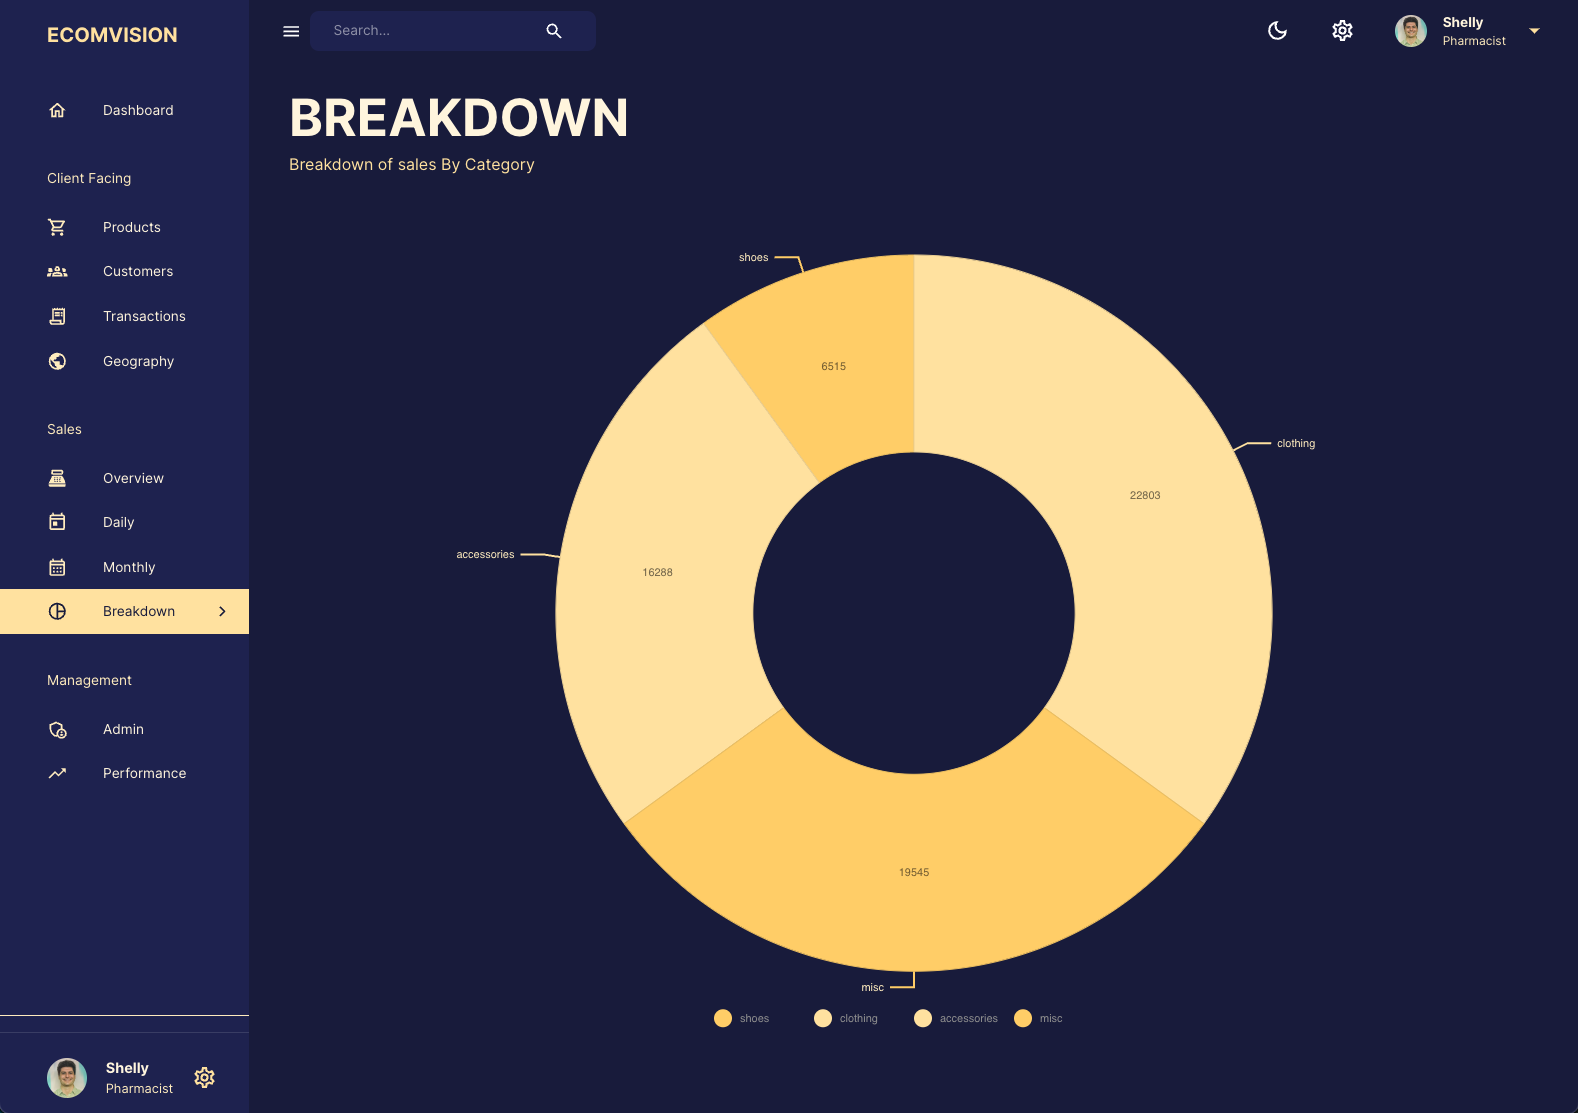 ECOMVISION
Dashboard
Client Facing
Products
Customers
Transactions
Geography
Sales
Overview
Daily
Monthly
Breakdown
Management
Admin
Performance
Shelly
Pharmacist
Search...
Shelly
Pharmacist
BREAKDOWN
Breakdown of sales By Category
shoes
6515
clothing
22803
accessories
16288
19545
misc
shoes clothing accessories misc